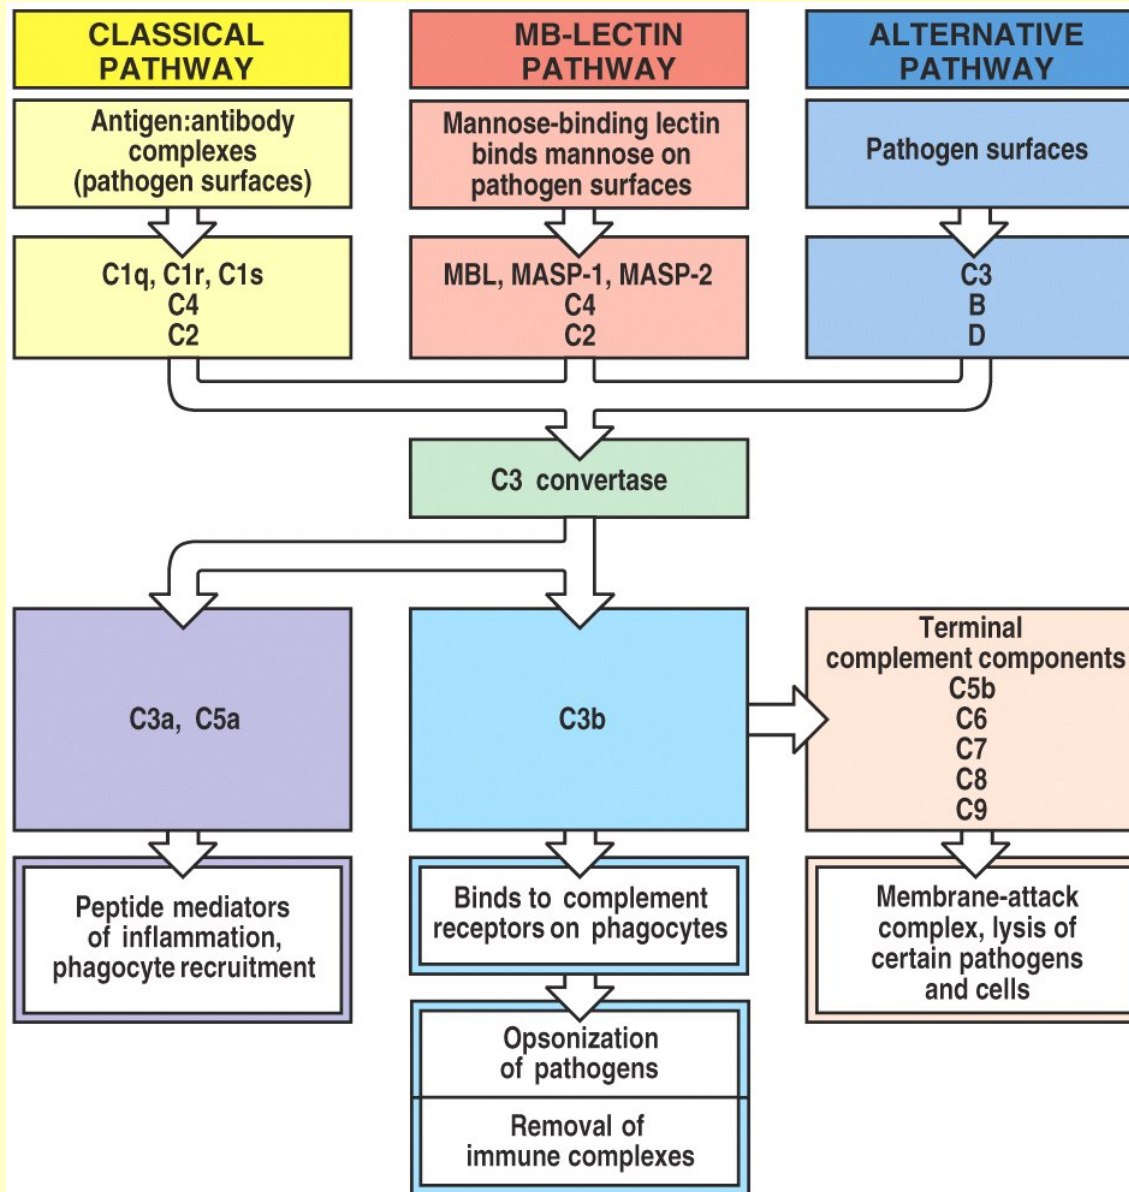 CLASSICAL
PATHWAY
MB-LECTIN
PATHWAY
ALTERNATIVE
PATHWAY
Antigen:antibody
complexes
(pathogen surfaces)
Mannose-binding lectin
binds mannose on
pathogen surfaces
Pathogen surfaces
C1q, C1r, C1s
C4
C2
MBL, MASP-1, MASP-2
C4
C2
C3
B
D
C3 convertase
C3a, C5a
C3b
Terminal
complement components
C5b
C6
C7
C8
C9
Peptide mediators
of inflammation,
phagocyte recruitment
Binds to complement
receptors on phagocytes
Membrane-attack
complex, lysis of
certain pathogens
and cells
Opsonization
of pathogens
Removal of
immune complexes